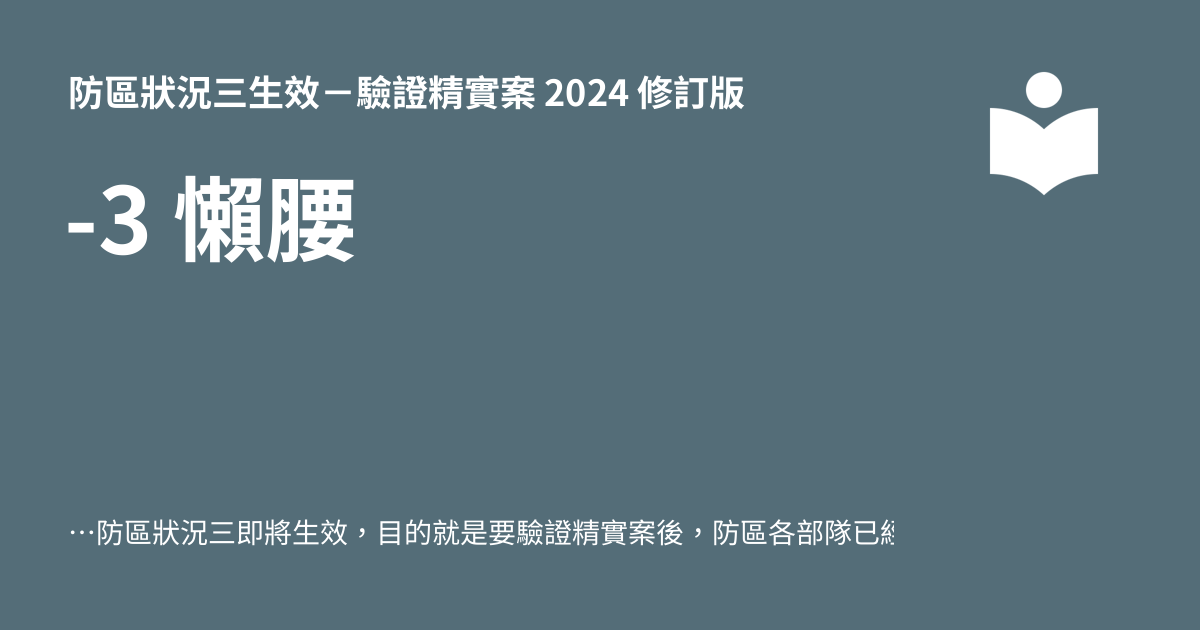 防區狀況三生效－驗證精實案 2024 修訂版
-3 懶腰
…防區狀況三即將生效，目的就是要驗證精實案後，防區各部隊已